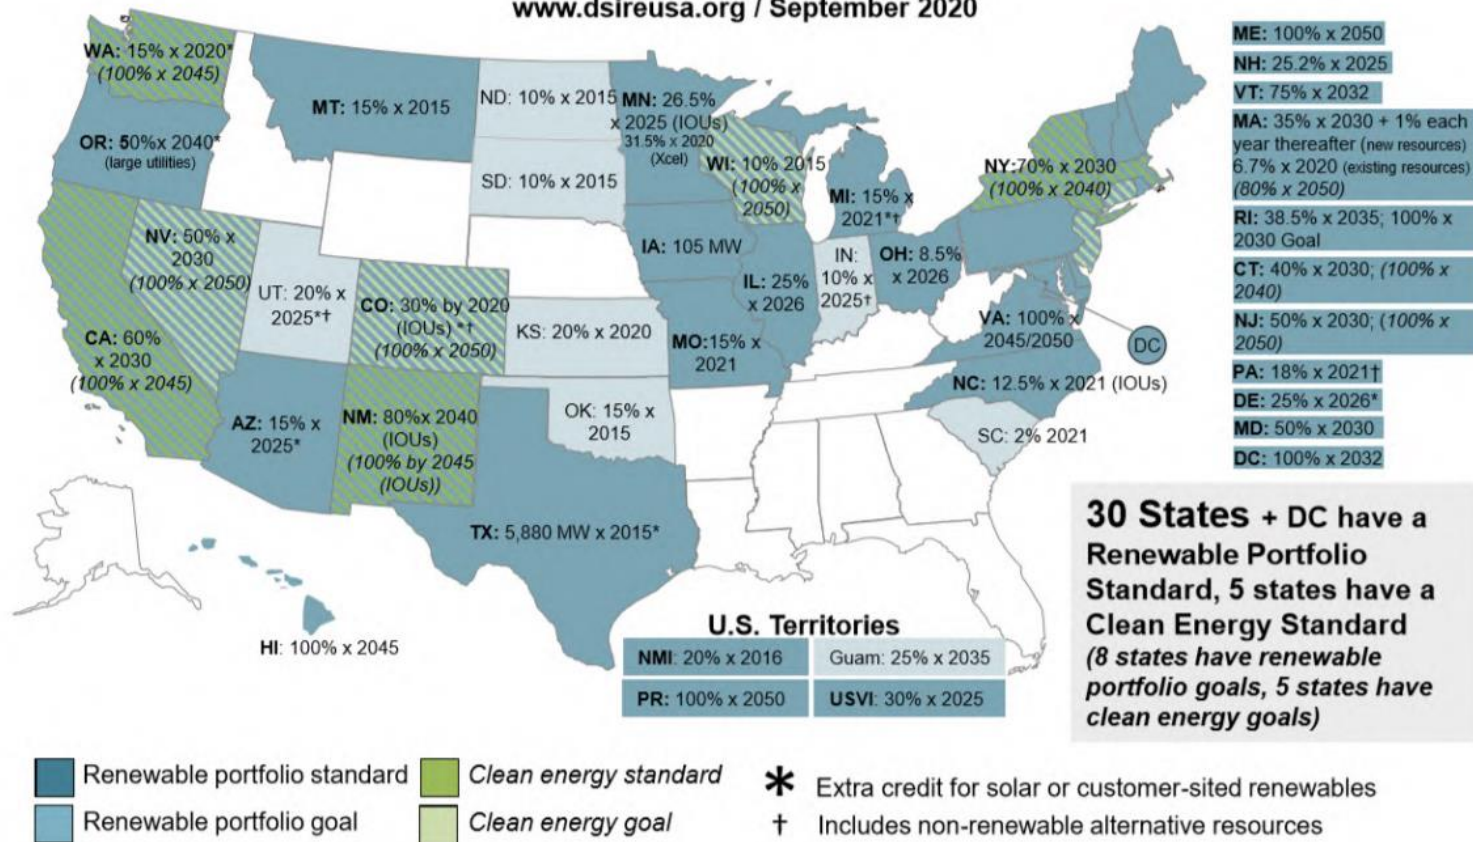 www.dsireusa.org / September 2020
WA: 15% x 2020*
(100% x 2045)
OR: 50%x 2040*
(large utilities)
MT: 15% x 2015
ND: 10% x 2015
SD: 10% x 2015
MN: 26.5%
x 2025 (IOUs)
31.5% x 2020
(Xcel)
WI: 10% 2015
(100% x
2050)
MI: 15% x
2021*†
NY:70% x 2030
(100% x 2040)
NV: 50% x
2030
(100% x 2050)
UT: 20% x
2025*†
CO: 30% by 2020
(IOUs) *†
(100% x 2050)
CA: 60%
x 2030
(100% x 2045)
IA: 105 MW
IL: 25%
x 2026
IN:
10% x
2025†
OH: 8.5%
x 2026
KS: 20% x 2020
MO:15% x
2021
VA: 100% x
2045/2050
DC
NC: 12.5% x 2021 (IOUs)
AZ: 15% x
2025*
NM: 80%x 2040
(IOUs)
(100% by 2045
(IOUs))
OK: 15% x
2015
SC: 2% 2021
TX: 5,880 MW x 2015*
HI: 100% x 2045
ME: 100% x 2050
NH: 25.2% x 2025
VT: 75% x 2032
MA: 35% x 2030 + 1% each
year thereafter (new resources)
6.7% x 2020 (existing resources)
(80% x 2050)
RI: 38.5% x 2035; 100% x
2030 Goal
CT: 40% x 2030; (100% x
2040)
NJ: 50% x 2030; (100% x
2050)
PA: 18% x 2021†
DE: 25% x 2026*
MD: 50% x 2030
DC: 100% x 2032
30 States + DC have a
Renewable Portfolio
Standard, 5 states have a
Clean Energy Standard
(8 states have renewable
portfolio goals, 5 states have
clean energy goals)
U.S. Territories
NMI: 20% x 2016
Guam: 25% x 2035
PR: 100% x 2050
USVI: 30% x 2025
Renewable portfolio standard
Clean energy standard
* Extra credit for solar or customer-sited renewables
Renewable portfolio goal
Clean energy goal
† Includes non-renewable alternative resources